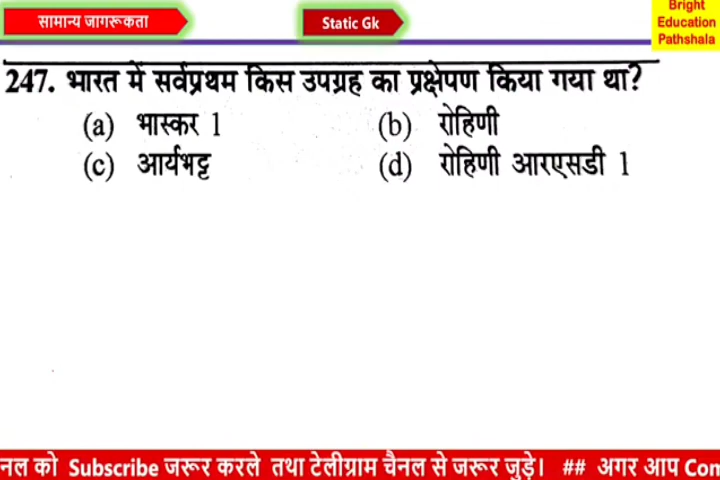 सामान्य जागरूकता
Static Gk
Bright
Education
Pathshala
247. भारत में सर्वप्रथम किस उपग्रह का प्रक्षेपण किया गया था?
(a) भास्कर 1 (b) रोहिणी
(c) आर्यभट्ट (d) रोहिणी आरएसडी 1
नल को Subscribe जरूर करले तथा टेलीग्राम चैनल से जरूर जुड़े। ## अगर आप Con